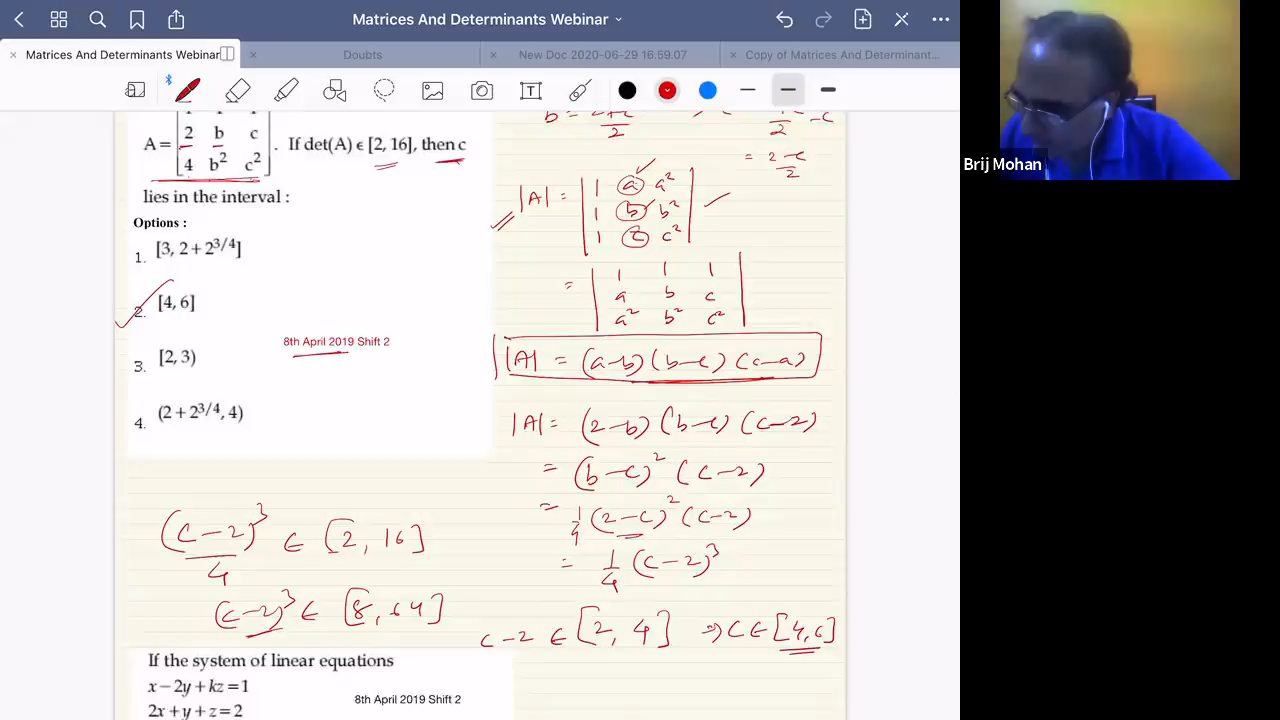 Matrices And Determinants Webinar
Matrices And Determinants Webinar
Doubts
New Doc 2020-06-29 16.59.07
Copy of Matrices And Determinant...
Brij Mohan
A = [2 b c
4 b² c²] . If det(A) ∈ [2, 16], then c
lies in the interval :
Options :
1. [3, 2 + 2^{3/4}]
2. [4, 6]
3. [2, 3)
4. (2 + 2^{3/4}, 4)
8th April 2019 Shift 2
= (2-c)/2
|A| = | 1 a a²
1 b b²
1 c c² |
= | 1 1 1
a b c
a² b² c² |
|A| = (a-b)(b-c)(c-a)
|A| = (2-b)(b-c)(c-2)
= (b-c)²(c-2)
= 1/4 (2-c)²(c-2)
= 1/4 (c-2)³
(c-2)³/4 ∈ [2, 16]
(c-2)³ ∈ [8, 64]
c-2 ∈ [2, 4] ⇒ c ∈ [4,6]
If the system of linear equations
x − 2y + kz = 1
2x + y + z = 2
8th April 2019 Shift 2